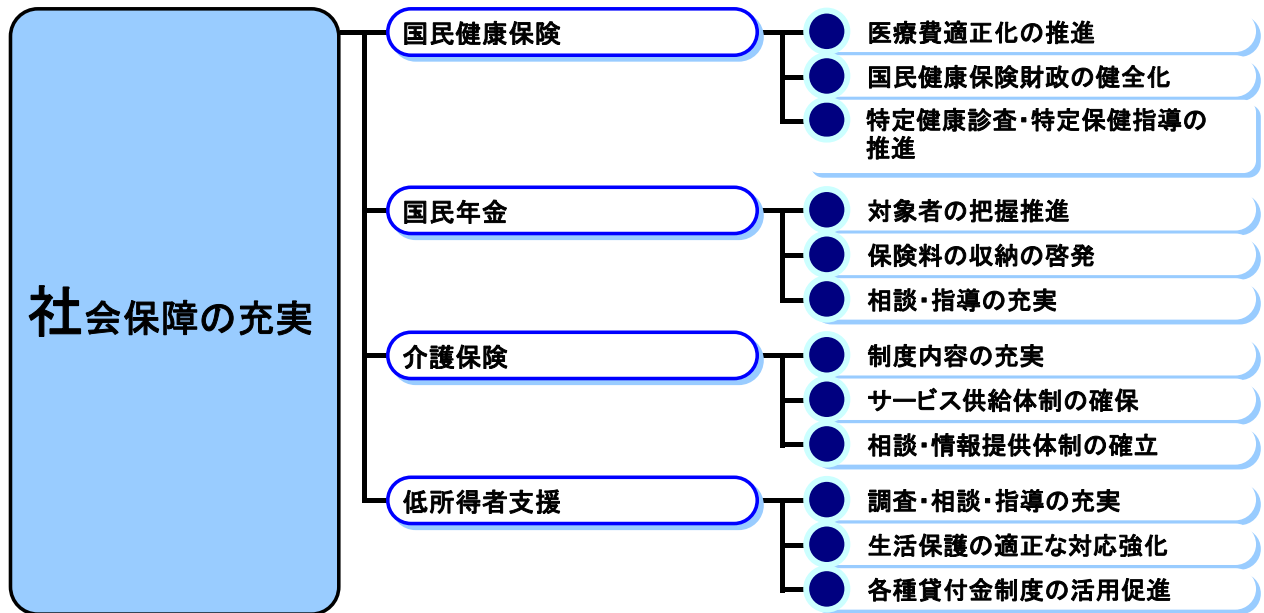 社会保障の充実
国民健康保険
医療費適正化の推進
国民健康保険財政の健全化
特定健康診査・特定保健指導の
推進
国民年金
対象者の把握推進
保険料の収納の啓発
相談・指導の充実
介護保険
制度内容の充実
サービス供給体制の確保
相談・情報提供体制の確立
低所得者支援
調査・相談・指導の充実
生活保護の適正な対応強化
各種貸付金制度の活用促進